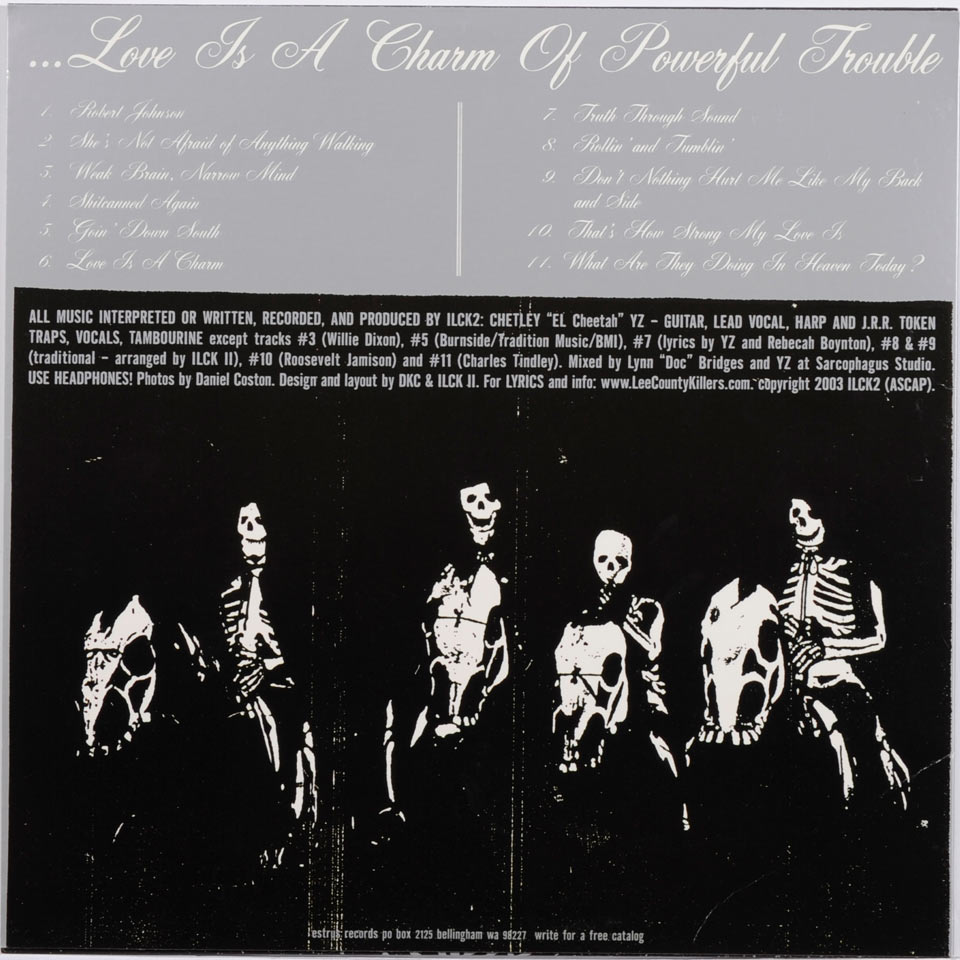 ...Love Is A Charm Of Powerful Trouble
1. Robert Johnson
2. She's Not Afraid of Anything Walking
3. Weak Brain, Narrow Mind
4. Shitcanned Again
5. Goin' Down South
6. Love Is A Charm
7. Truth Through Sound
8. Rollin' and Tumblin'
9. Don't Nothing Hurt Me Like My Back
and Side
10. That's How Strong My Love Is
11. What Are They Doing In Heaven Today?
ALL MUSIC INTERPRETED OR WRITTEN, RECORDED, AND PRODUCED BY ILCK2: CHETLEY "EL Cheetah" YZ – GUITAR, LEAD VOCAL, HARP AND J.R.R. TOKEN
TRAPS, VOCALS, TAMBOURINE except tracks #3 (Willie Dixon), #5 (Burnside/Tradition Music/BMI), #7 (lyrics by YZ and Rebecah Boynton), #8 & #9
(traditional – arranged by ILCK II), #10 (Roosevelt Jamison) and #11 (Charles Tindley). Mixed by Lynn "Doc" Bridges and YZ at Sarcophagus Studio.
USE HEADPHONES! Photos by Daniel Coston. Design and layout by DKC & ILCK II. For LYRICS and info: www.LeeCountyKillers.com. copyright 2003 ILCK2 (ASCAP).
estrus records po box 2125 bellingham wa 98227 write for a free catalog